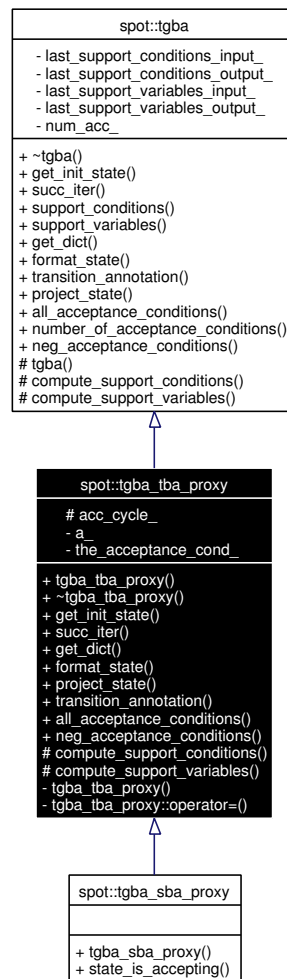 spot::tgba
- last_support_conditions_input_
- last_support_conditions_output_
- last_support_variables_input_
- last_support_variables_output_
- num_acc_
+ ~tgba()
+ get_init_state()
+ succ_iter()
+ support_conditions()
+ support_variables()
+ get_dict()
+ format_state()
+ transition_annotation()
+ project_state()
+ all_acceptance_conditions()
+ number_of_acceptance_conditions()
+ neg_acceptance_conditions()
# tgba()
# compute_support_conditions()
# compute_support_variables()
spot::tgba_tba_proxy
# acc_cycle_
- a_
- the_acceptance_cond_
+ tgba_tba_proxy()
+ ~tgba_tba_proxy()
+ get_init_state()
+ succ_iter()
+ get_dict()
+ format_state()
+ project_state()
+ transition_annotation()
+ all_acceptance_conditions()
+ neg_acceptance_conditions()
# compute_support_conditions()
# compute_support_variables()
- tgba_tba_proxy()
- tgba_tba_proxy::operator=()
spot::tgba_sba_proxy
+ tgba_sba_proxy()
+ state_is_accepting()